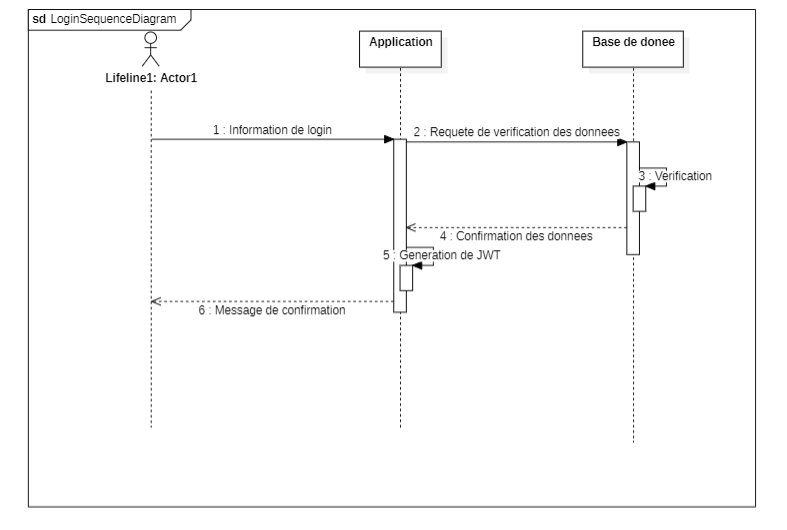 sd LoginSequenceDiagram
Lifeline1: Actor1
Application
Base de donee
1 : Information de login
2 : Requete de verification des donnees
3 : Verification
4 : Confirmation des donnees
5 : Generation de JWT
6 : Message de confirmation